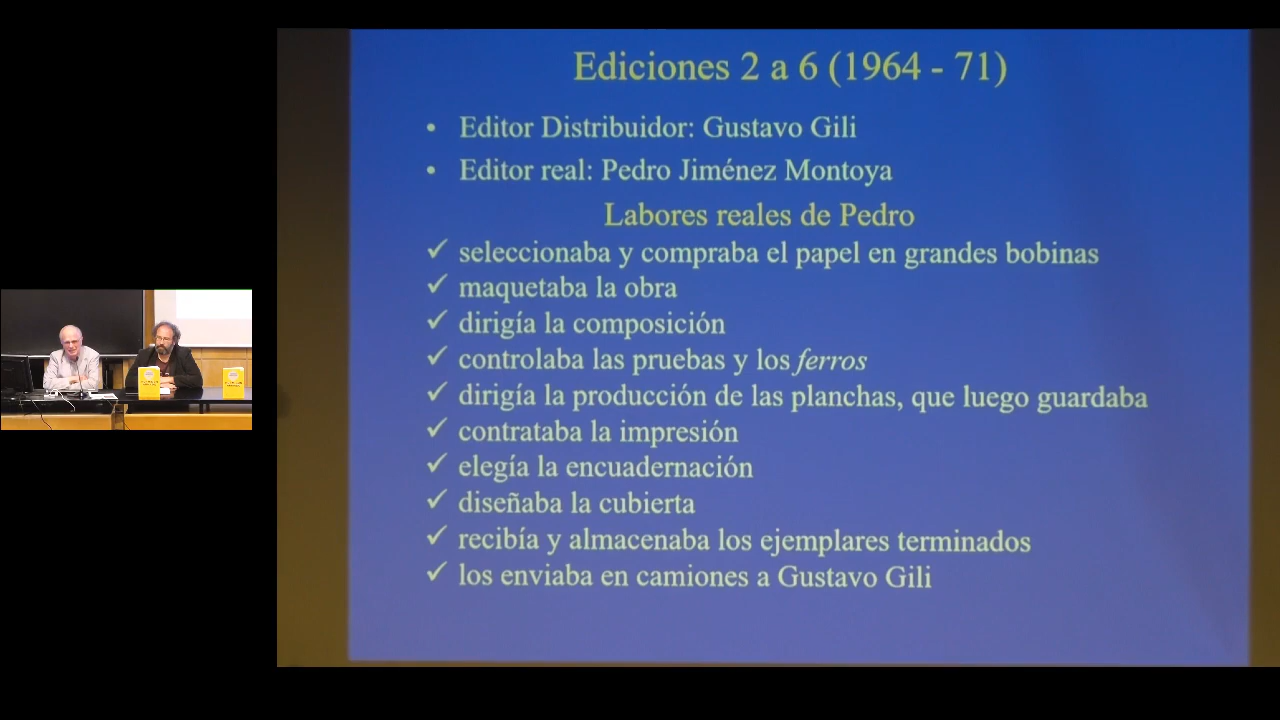 Ediciones 2 a 6 (1964 - 71)
• Editor Distribuidor: Gustavo Gili
• Editor real: Pedro Jiménez Montoya
Labores reales de Pedro
✓ seleccionaba y compraba el papel en grandes bobinas
✓ maquetaba la obra
✓ dirigía la composición
✓ controlaba las pruebas y los ferros
✓ dirigía la producción de las planchas, que luego guardaba
✓ contrataba la impresión
✓ elegía la encuadernación
✓ diseñaba la cubierta
✓ recibía y almacenaba los ejemplares terminados
✓ los enviaba en camiones a Gustavo Gili